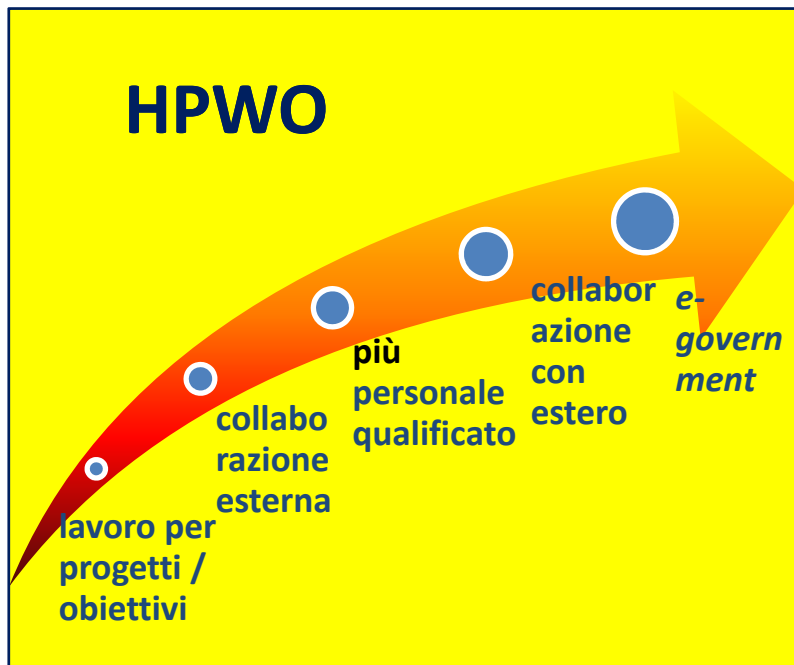 HPWO
lavoro per
progetti /
obiettivi
collabo
razione
esterna
più
personale
qualificato
collabor
azione
con
estero
e-
govern
ment